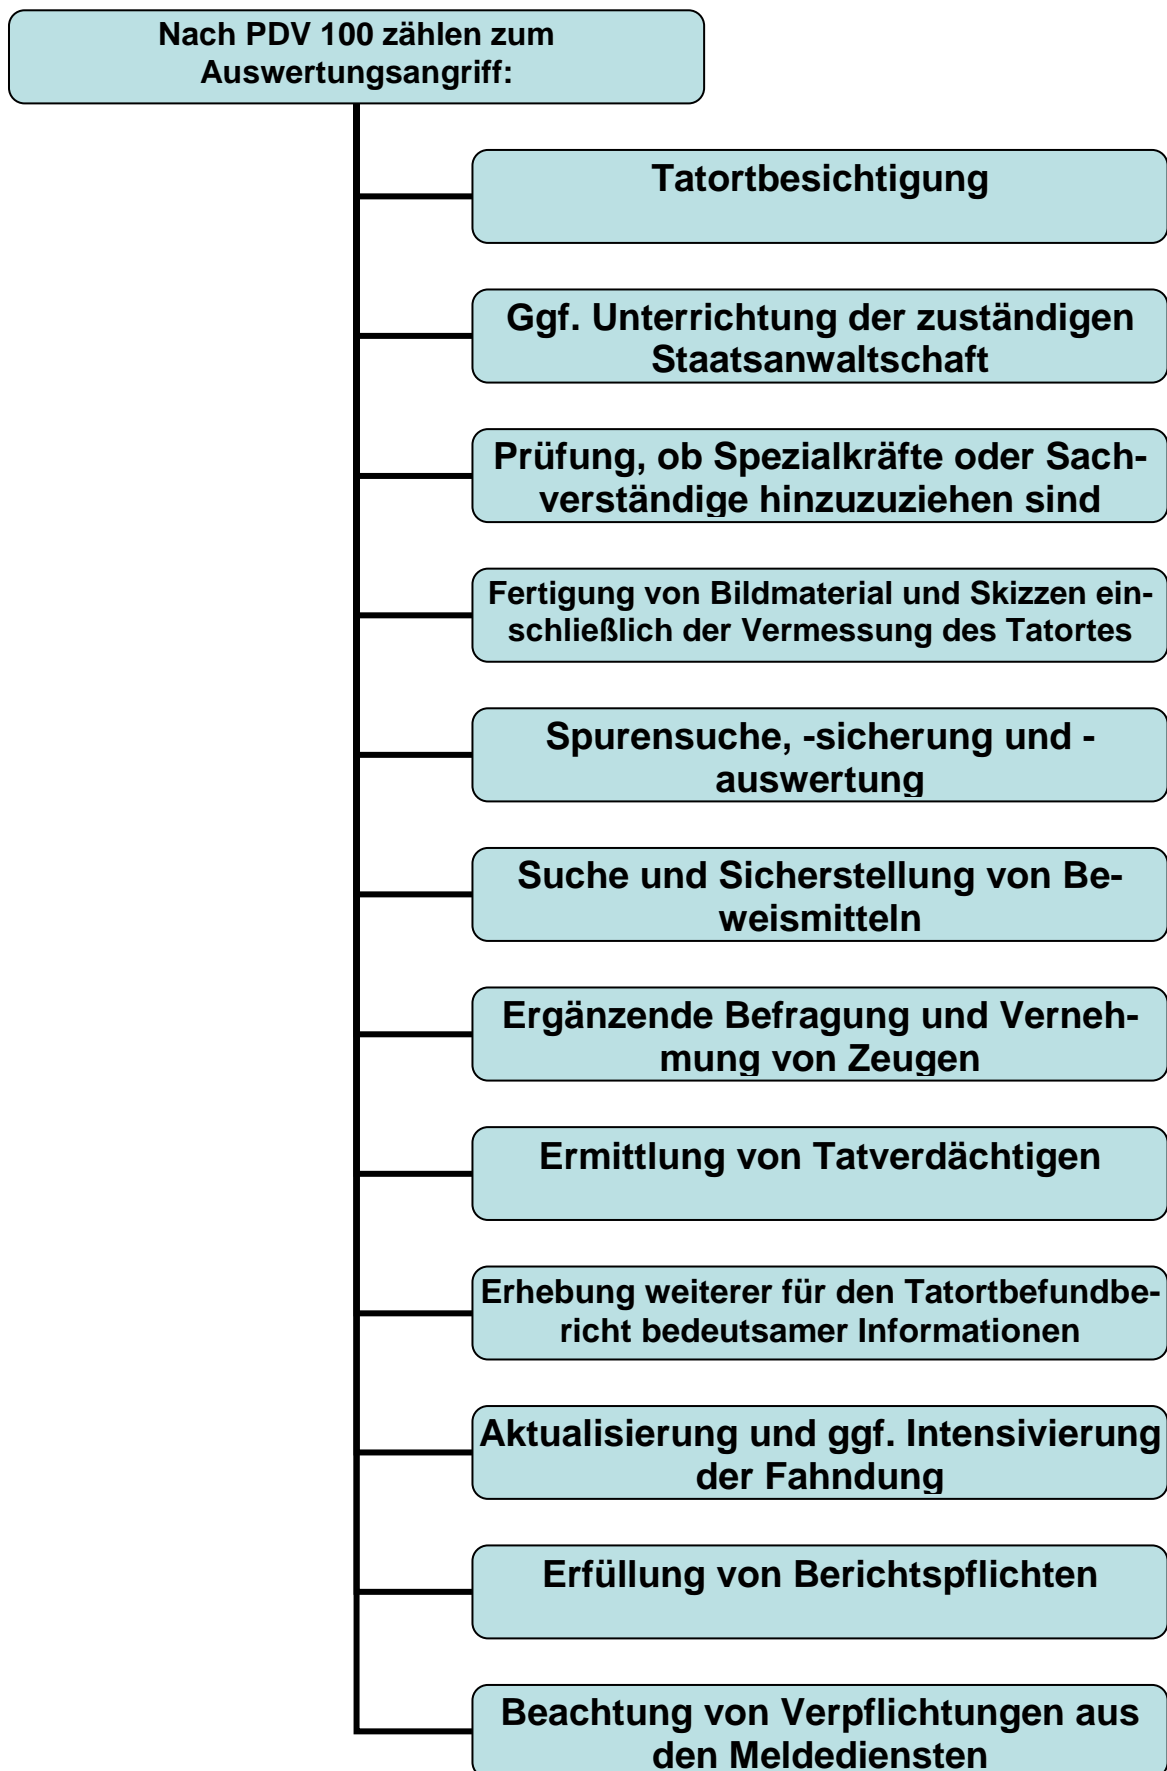 Nach PDV 100 zählen zum
Auswertungsangriff:
Tatortbesichtigung
Ggf. Unterrichtung der zuständigen
Staatsanwaltschaft
Prüfung, ob Spezialkräfte oder Sach-
verständige hinzuzuziehen sind
Fertigung von Bildmaterial und Skizzen ein-
schließlich der Vermessung des Tatortes
Spurensuche, -sicherung und -
auswertung
Suche und Sicherstellung von Be-
weismitteln
Ergänzende Befragung und Verneh-
mung von Zeugen
Ermittlung von Tatverdächtigen
Erhebung weiterer für den Tatortbefundbe-
richt bedeutsamer Informationen
Aktualisierung und ggf. Intensivierung
der Fahndung
Erfüllung von Berichtspflichten
Beachtung von Verpflichtungen aus
den Meldediensten